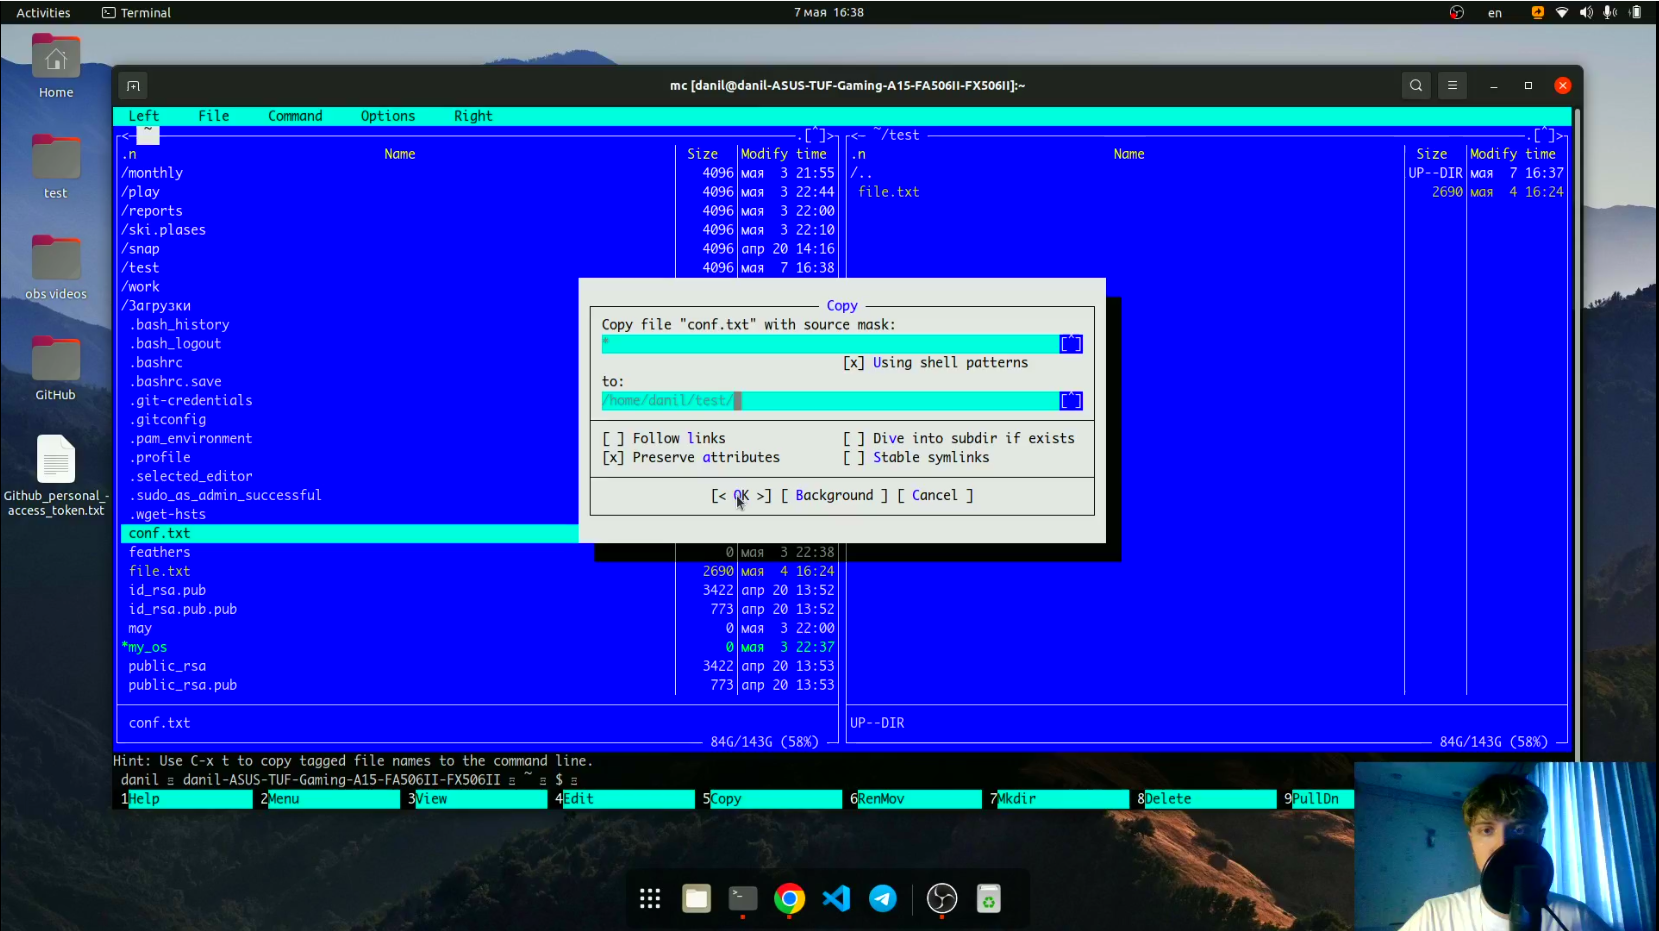 Activities Terminal 7 мая 16:38 en
Home
test
obs videos
GitHub
Github_personal_-
access_token.txt
mc [danil@danil-ASUS-TUF-Gaming-A15-FA506II-FX506II]:~
Left File Command Options Right
<- ~ .[^]> <- ~/test .[^]>
.n Name Size Modify time .n Name Size Modify time
/monthly 4096 мая 3 21:55 /.. UP--DIR мая 7 16:37
/play 4096 мая 3 22:44 file.txt 2690 мая 4 16:24
/reports 4096 мая 3 22:00
/ski.plases 4096 мая 3 22:10
/snap 4096 апр 20 14:16
/test 4096 мая 7 16:38
/work
/Загрузки
.bash_history
.bash_logout
.bashrc
.bashrc.save
.git-credentials
.gitconfig
.pam_environment
.profile
.selected_editor
.sudo_as_admin_successful
.wget-hsts
conf.txt
feathers 0 мая 3 22:38
file.txt 2690 мая 4 16:24
id_rsa.pub 3422 апр 20 13:52
id_rsa.pub.pub 773 апр 20 13:52
may 0 мая 3 22:00
*my_os 0 мая 3 22:37
public_rsa 3422 апр 20 13:53
public_rsa.pub 773 апр 20 13:53
conf.txt UP--DIR
84G/143G (58%) 84G/143G (58%)
Copy
Copy file "conf.txt" with source mask:
* [^]
[x] Using shell patterns
to:
/home/danil/test/ [^]
[ ] Follow links [ ] Dive into subdir if exists
[x] Preserve attributes [ ] Stable symlinks
[< OK >] [ Background ] [ Cancel ]
Hint: Use C-x t to copy tagged file names to the command line.
danil danil-ASUS-TUF-Gaming-A15-FA506II-FX506II ~ $
1Help 2Menu 3View 4Edit 5Copy 6RenMov 7Mkdir 8Delete 9PullDn